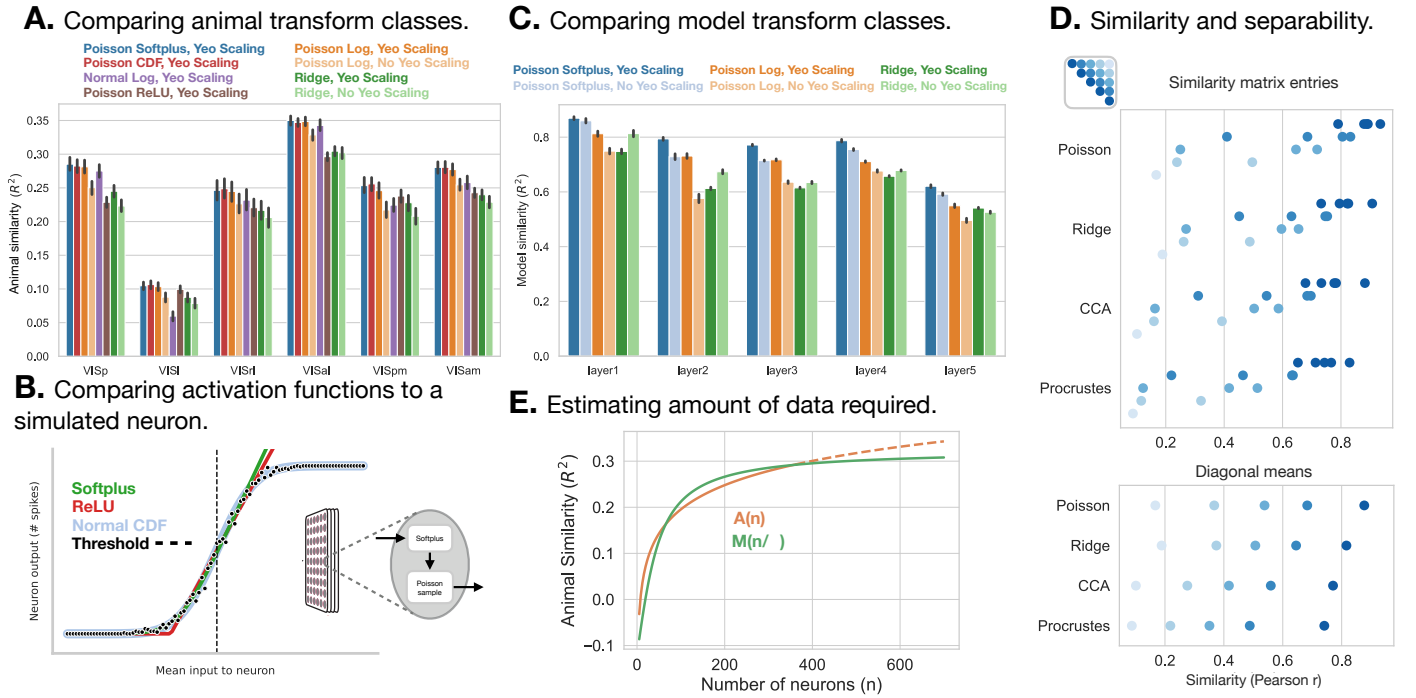 A. Comparing animal transform classes.
Poisson Softplus, Yeo Scaling
Poisson CDF, Yeo Scaling
Normal Log, Yeo Scaling
Poisson ReLU, Yeo Scaling
Poisson Log, Yeo Scaling
Poisson Log, No Yeo Scaling
Ridge, Yeo Scaling
Ridge, No Yeo Scaling
Animal similarity (R²)
0.35
0.30
0.25
0.20
0.15
0.10
0.05
0.00
VISp
VISl
VISrl
VISal
VISpm
VISam
B. Comparing activation functions to a
simulated neuron.
Neuron output (# spikes)
Softplus
ReLU
Normal CDF
Threshold
Softplus
Poisson
sample
Mean input to neuron
C. Comparing model transform classes.
Poisson Softplus, Yeo Scaling
Poisson Softplus, No Yeo Scaling
Poisson Log, Yeo Scaling
Poisson Log, No Yeo Scaling
Ridge, Yeo Scaling
Ridge, No Yeo Scaling
Model similarity (R²)
0.8
0.6
0.4
0.2
0.0
layer1
layer2
layer3
layer4
layer5
E. Estimating amount of data required.
Animal Similarity (R²)
0.3
0.2
0.1
0.0
−0.1
A(n)
M(n/ )
0
200
400
600
Number of neurons (n)
D. Similarity and separability.
Similarity matrix entries
Poisson
Ridge
CCA
Procrustes
0.2
0.4
0.6
0.8
Diagonal means
Poisson
Ridge
CCA
Procrustes
0.2
0.4
0.6
0.8
Similarity (Pearson r)